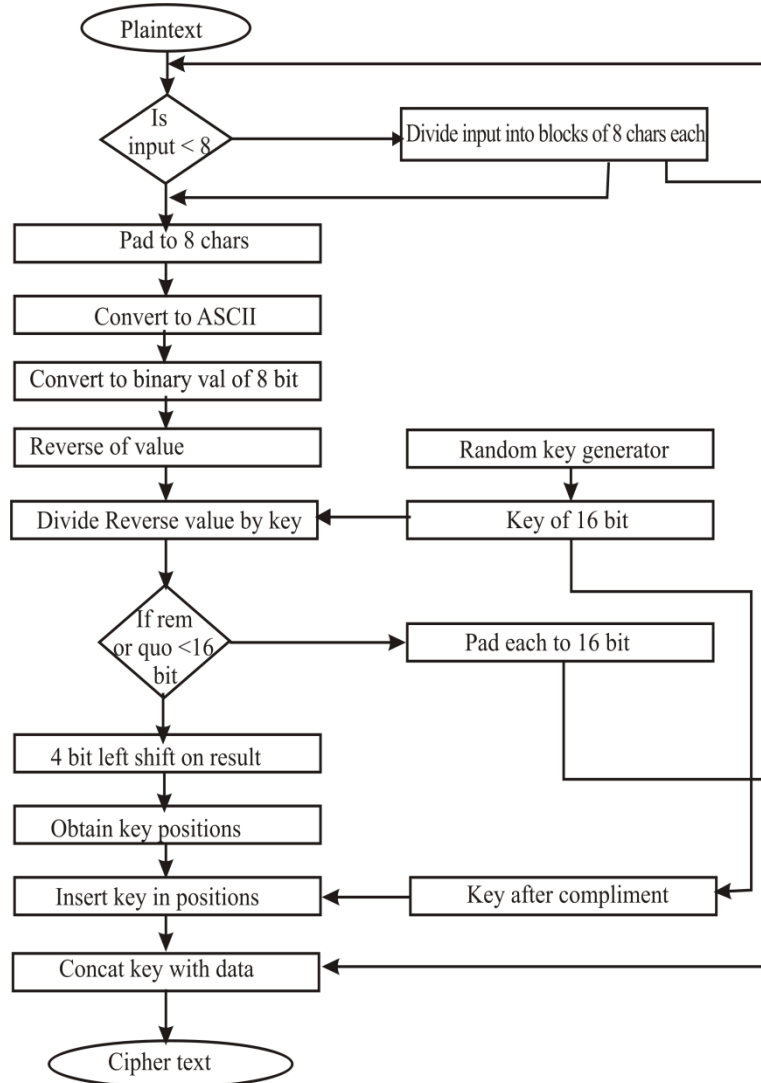 Plaintext
Is
input < 8
Divide input into blocks of 8 chars each
Pad to 8 chars
Convert to ASCII
Convert to binary val of 8 bit
Reverse of value
Random key generator
Divide Reverse value by key
Key of 16 bit
If rem
or quo <16
bit
Pad each to 16 bit
4 bit left shift on result
Obtain key positions
Insert key in positions
Key after compliment
Concat key with data
Cipher text